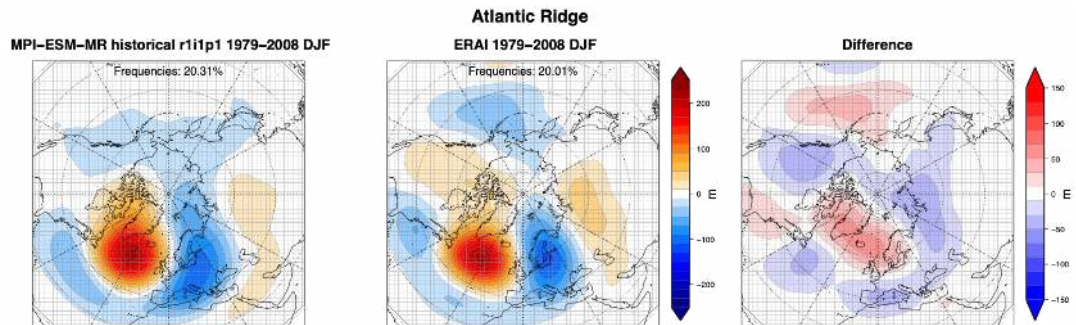 Atlantic Ridge
MPI−ESM−MR historical r1i1p1 1979−2008 DJF
ERAI 1979−2008 DJF
Difference
Frequencies: 20.31%
Frequencies: 20.01%
200
100
0
−100
−200
m
150
100
50
0
−50
−100
−150
m